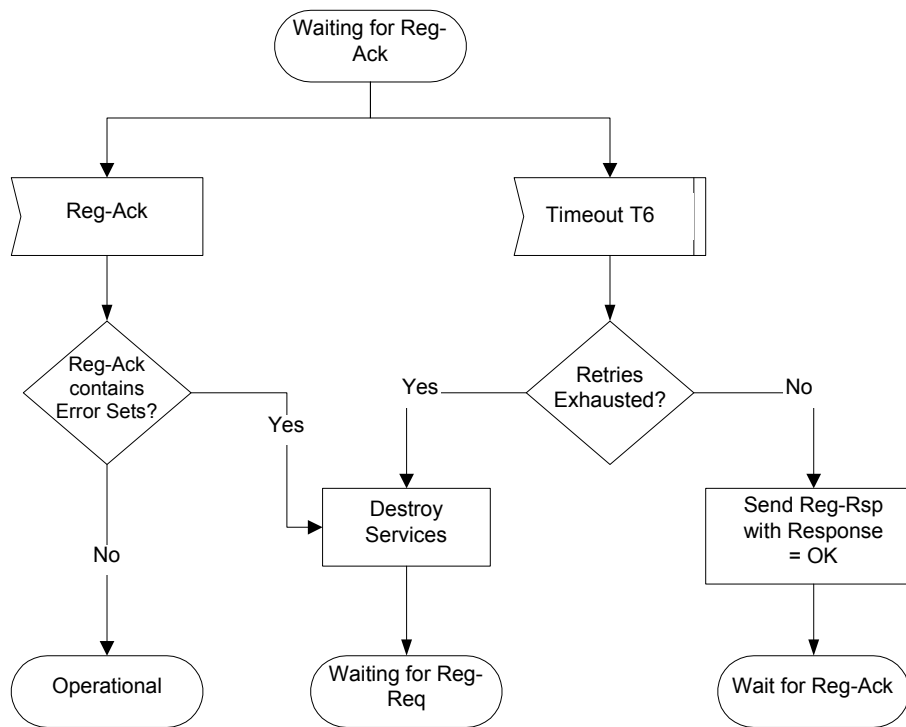 Waiting for Reg-
Ack
Reg-Ack
Timeout T6
Reg-Ack
contains
Error Sets?
Yes
Retries
Exhausted?
Yes
No
No
Destroy
Services
Send Reg-Rsp
with Response
= OK
Operational
Waiting for Reg-
Req
Wait for Reg-Ack